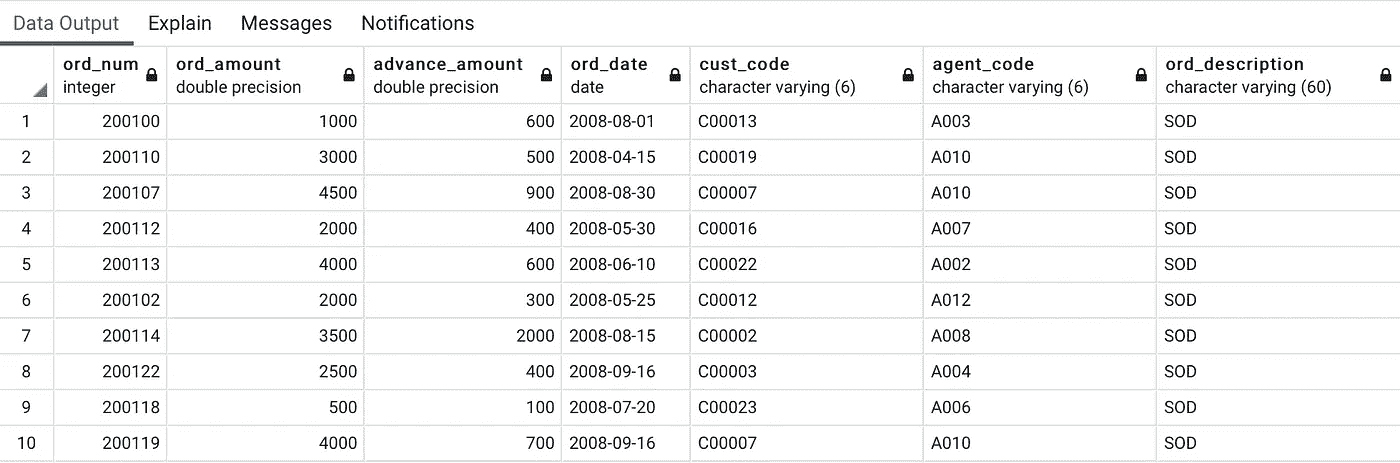 Data Output Explain Messages Notifications
ord_num ord_amount advance_amount ord_date cust_code agent_code ord_description
integer double precision double precision date character varying (6) character varying (6) character varying (60)
1 200100 1000 600 2008-08-01 C00013 A003 SOD
2 200110 3000 500 2008-04-15 C00019 A010 SOD
3 200107 4500 900 2008-08-30 C00007 A010 SOD
4 200112 2000 400 2008-05-30 C00016 A007 SOD
5 200113 4000 600 2008-06-10 C00022 A002 SOD
6 200102 2000 300 2008-05-25 C00012 A012 SOD
7 200114 3500 2000 2008-08-15 C00002 A008 SOD
8 200122 2500 400 2008-09-16 C00003 A004 SOD
9 200118 500 100 2008-07-20 C00023 A006 SOD
10 200119 4000 700 2008-09-16 C00007 A010 SOD